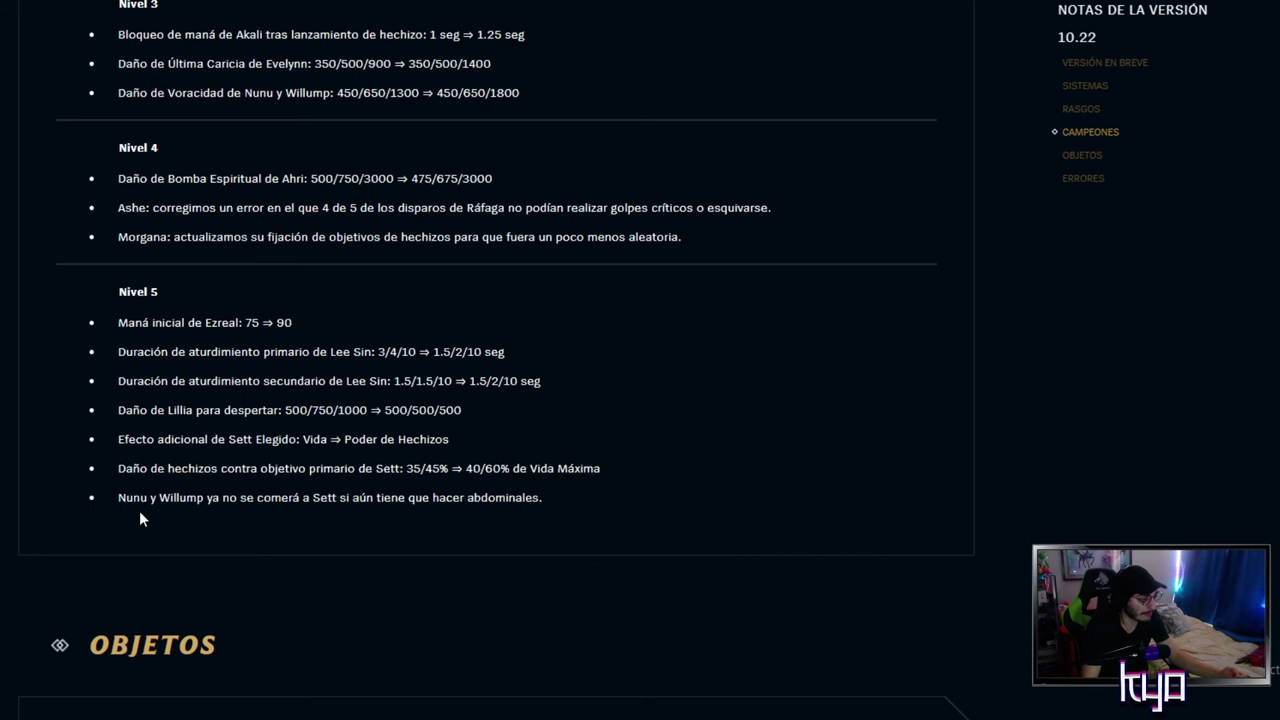 Nivel 3
Bloqueo de maná de Akali tras lanzamiento de hechizo: 1 seg ⇒ 1.25 seg
Daño de Última Caricia de Evelynn: 350/500/900 ⇒ 350/500/1400
Daño de Voracidad de Nunu y Willump: 450/650/1300 ⇒ 450/650/1800
Nivel 4
Daño de Bomba Espiritual de Ahri: 500/750/3000 ⇒ 475/675/3000
Ashe: corregimos un error en el que 4 de 5 de los disparos de Ráfaga no podían realizar golpes críticos o esquivarse.
Morgana: actualizamos su fijación de objetivos de hechizos para que fuera un poco menos aleatoria.
Nivel 5
Maná inicial de Ezreal: 75 ⇒ 90
Duración de aturdimiento primario de Lee Sin: 3/4/10 ⇒ 1.5/2/10 seg
Duración de aturdimiento secundario de Lee Sin: 1.5/1.5/10 ⇒ 1.5/2/10 seg
Daño de Lillia para despertar: 500/750/1000 ⇒ 500/500/500
Efecto adicional de Sett Elegido: Vida ⇒ Poder de Hechizos
Daño de hechizos contra objetivo primario de Sett: 35/45% ⇒ 40/60% de Vida Máxima
Nunu y Willump ya no se comerá a Sett si aún tiene que hacer abdominales.
OBJETOS
NOTAS DE LA VERSIÓN
10.22
VERSIÓN EN BREVE
SISTEMAS
RASGOS
CAMPEONES
OBJETOS
ERRORES